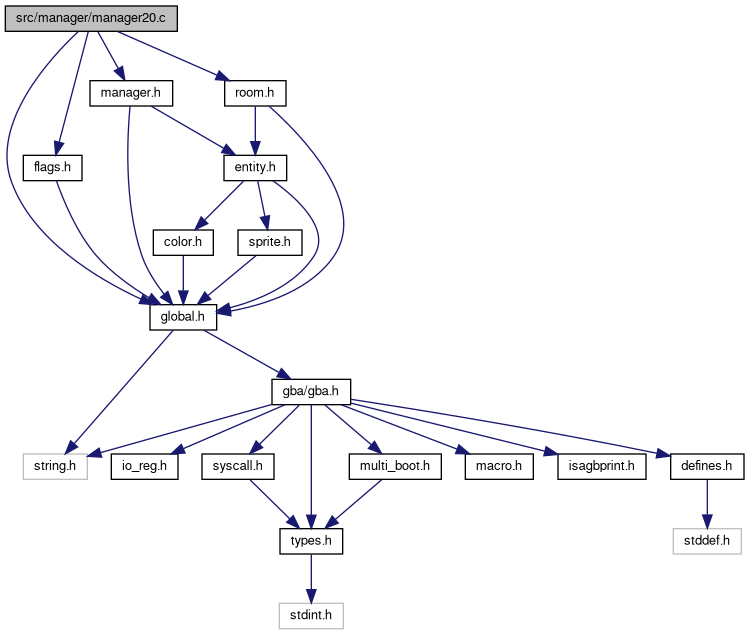 src/manager/manager20.c
manager.h
room.h
flags.h
entity.h
color.h
sprite.h
global.h
gba/gba.h
string.h
io_reg.h
syscall.h
multi_boot.h
macro.h
isagbprint.h
defines.h
types.h
stddef.h
stdint.h